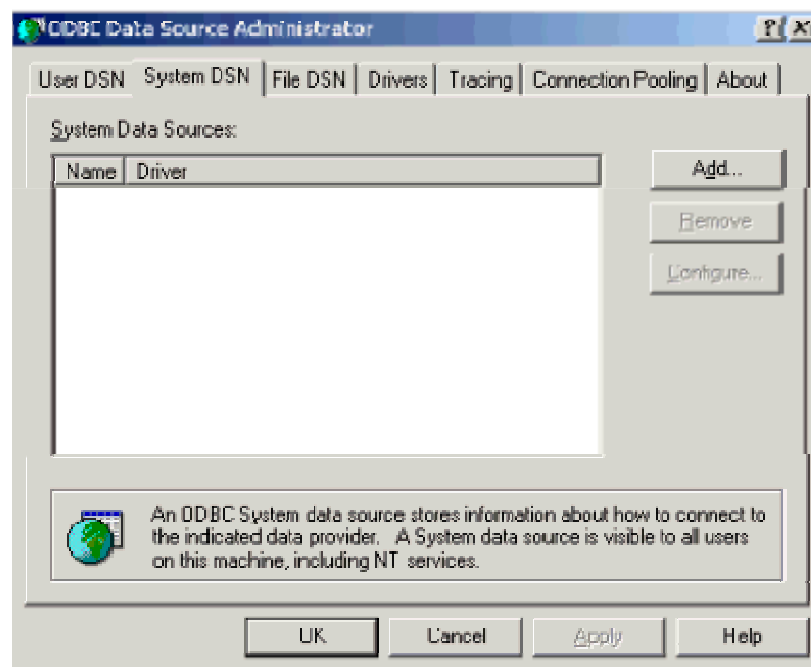 ODBC Data Source Administrator
User DSN System DSN File DSN Drivers Tracing Connection Pooling About
System Data Sources:
Name Driver
Add...
Remove
Configure...
An ODBC System data source stores information about how to connect to
the indicated data provider. A System data source is visible to all users
on this machine, including NT services.
OK Cancel Apply Help